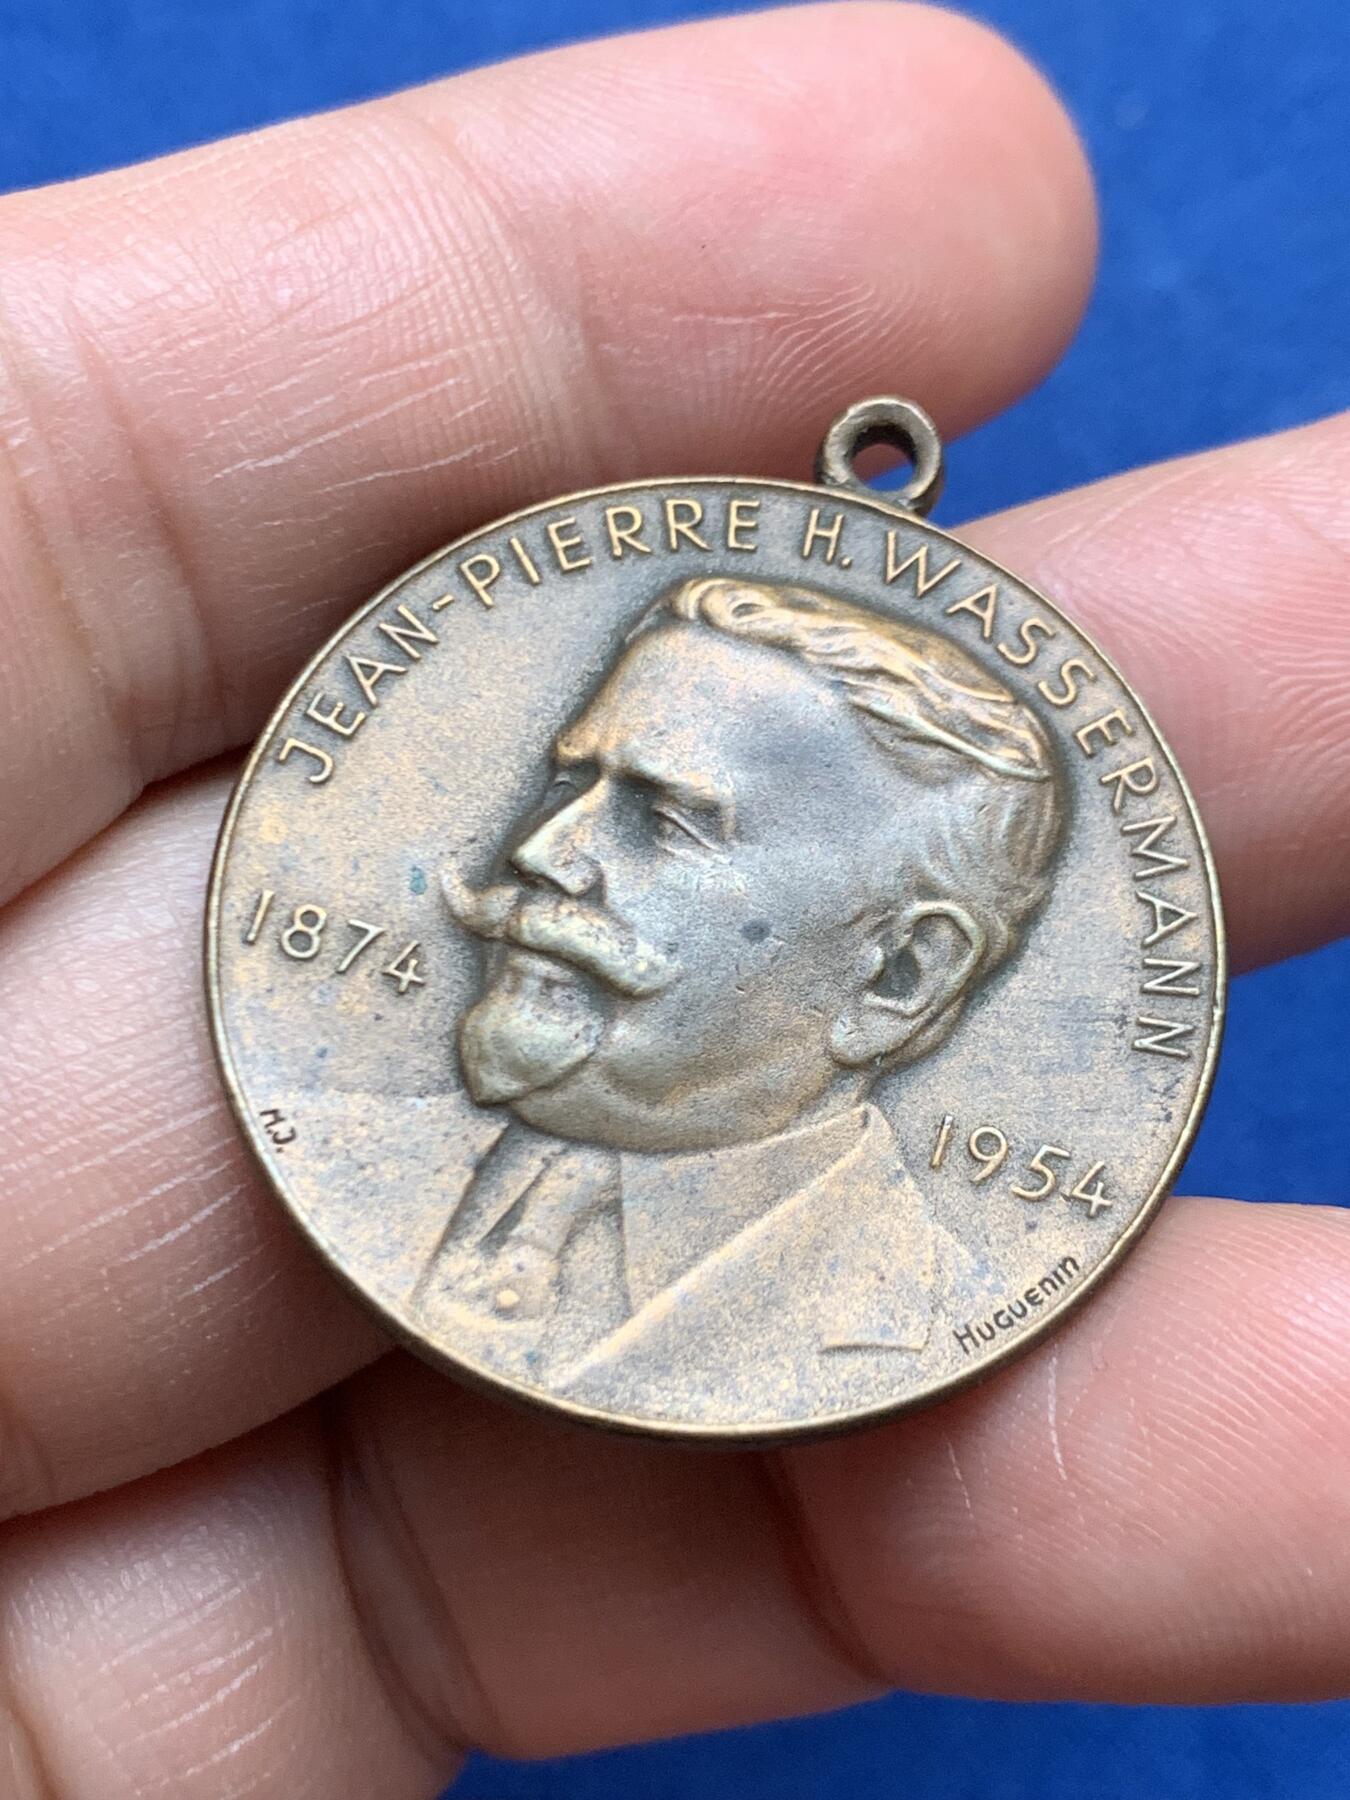 JEAN-PIERRE H. WASSERMANN
1874
1954
H.J.
HUGUENIN